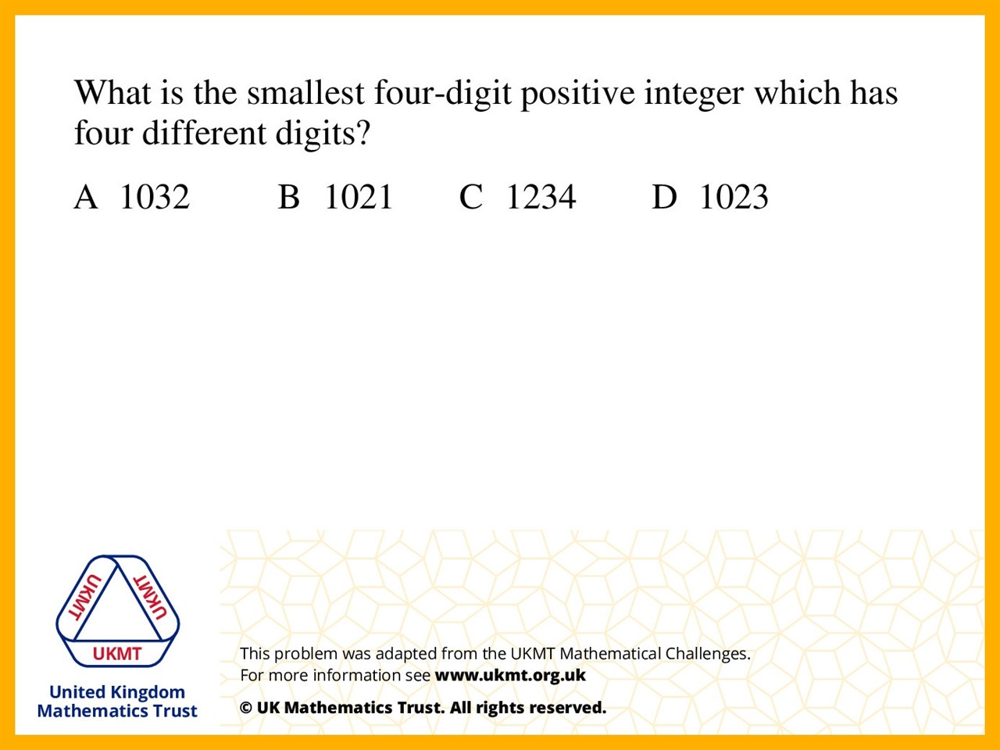 What is the smallest four-digit positive integer which has
four different digits?
A 1032 B 1021 C 1234 D 1023
UKMT
UKMT
UKMT
United Kingdom
Mathematics Trust
This problem was adapted from the UKMT Mathematical Challenges.
For more information see www.ukmt.org.uk
© UK Mathematics Trust. All rights reserved.